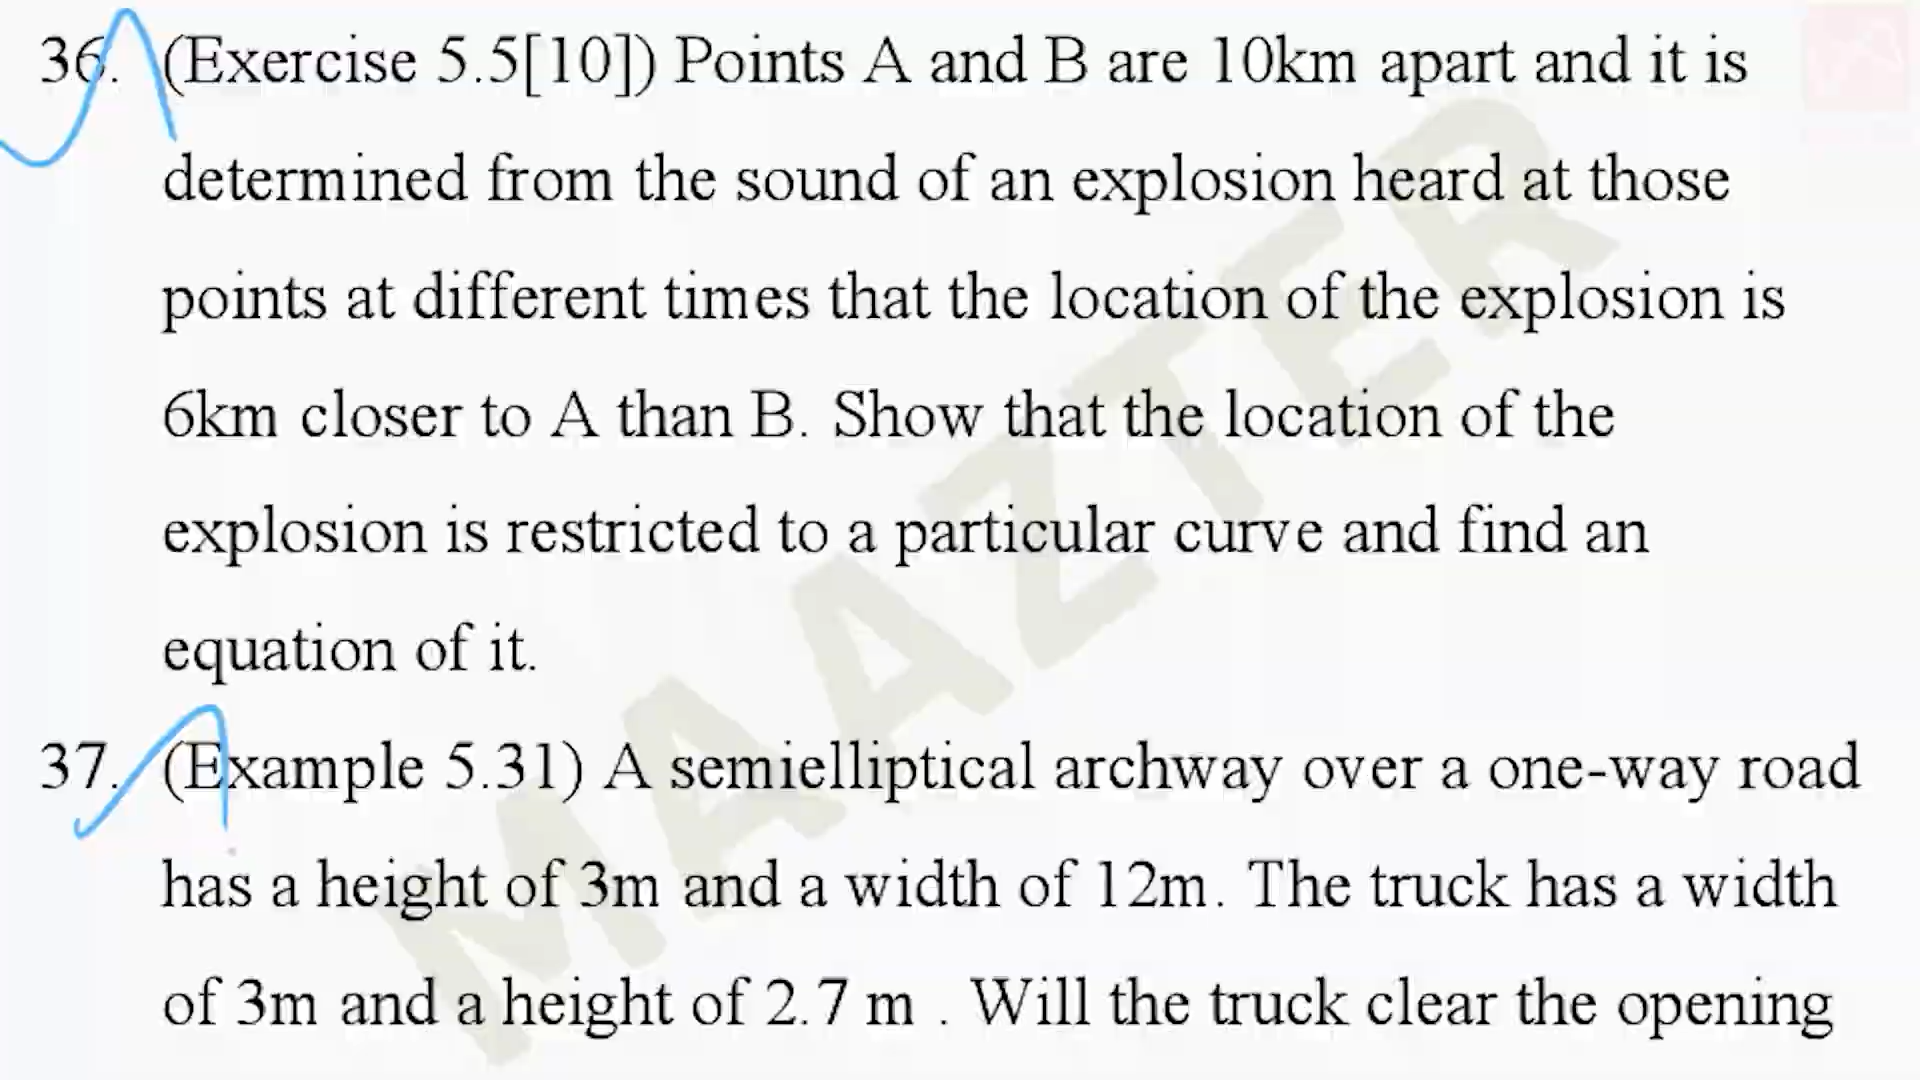 36. (Exercise 5.5[10]) Points A and B are 10km apart and it is
determined from the sound of an explosion heard at those
points at different times that the location of the explosion is
6km closer to A than B. Show that the location of the
explosion is restricted to a particular curve and find an
equation of it.
37. (Example 5.31) A semielliptical archway over a one-way road
has a height of 3m and a width of 12m. The truck has a width
of 3m and a height of 2.7 m . Will the truck clear the opening
MAAZTER